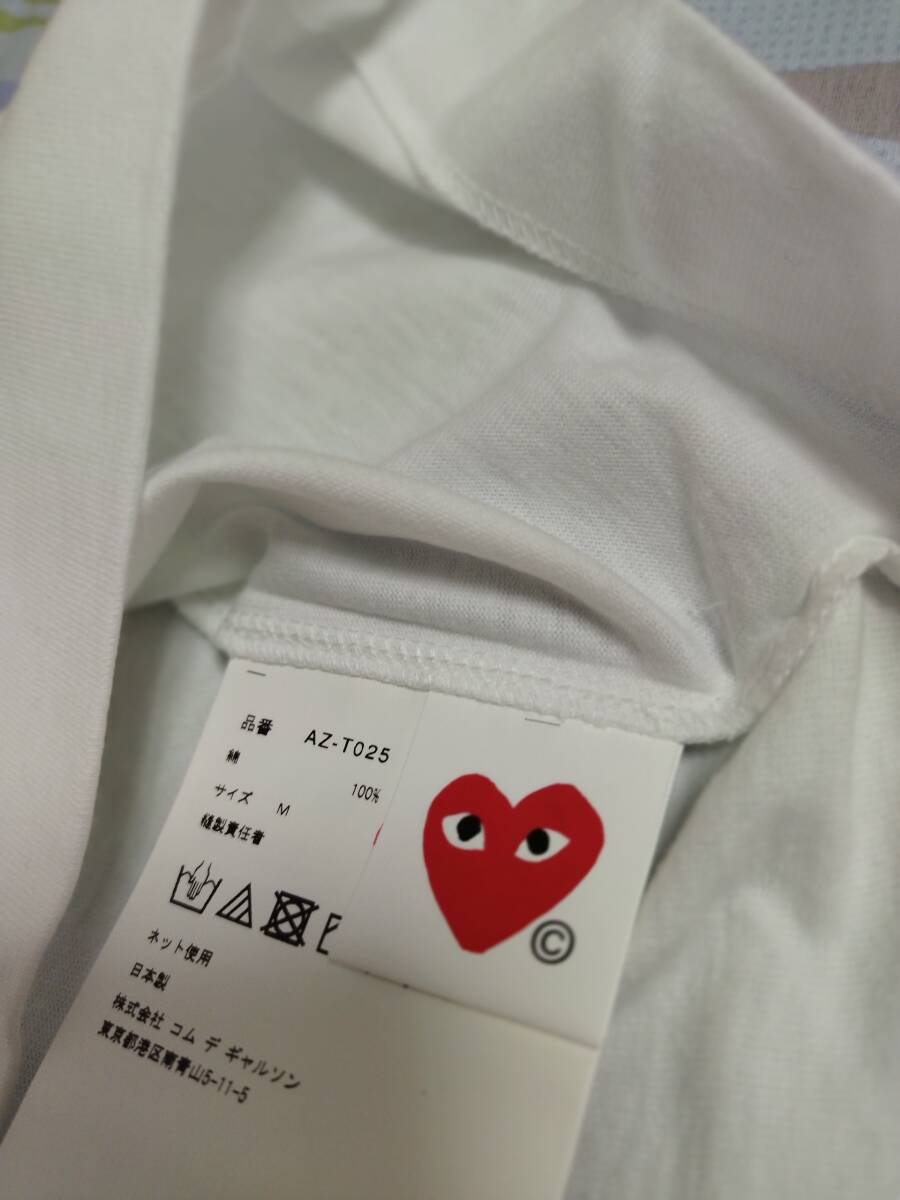 品番 AZ-T025
綿 100%
サイズ M
縫製責任者
ネット使用
日本製
株式会社 コム デ ギャルソン
東京都港区南青山5-11-5
©